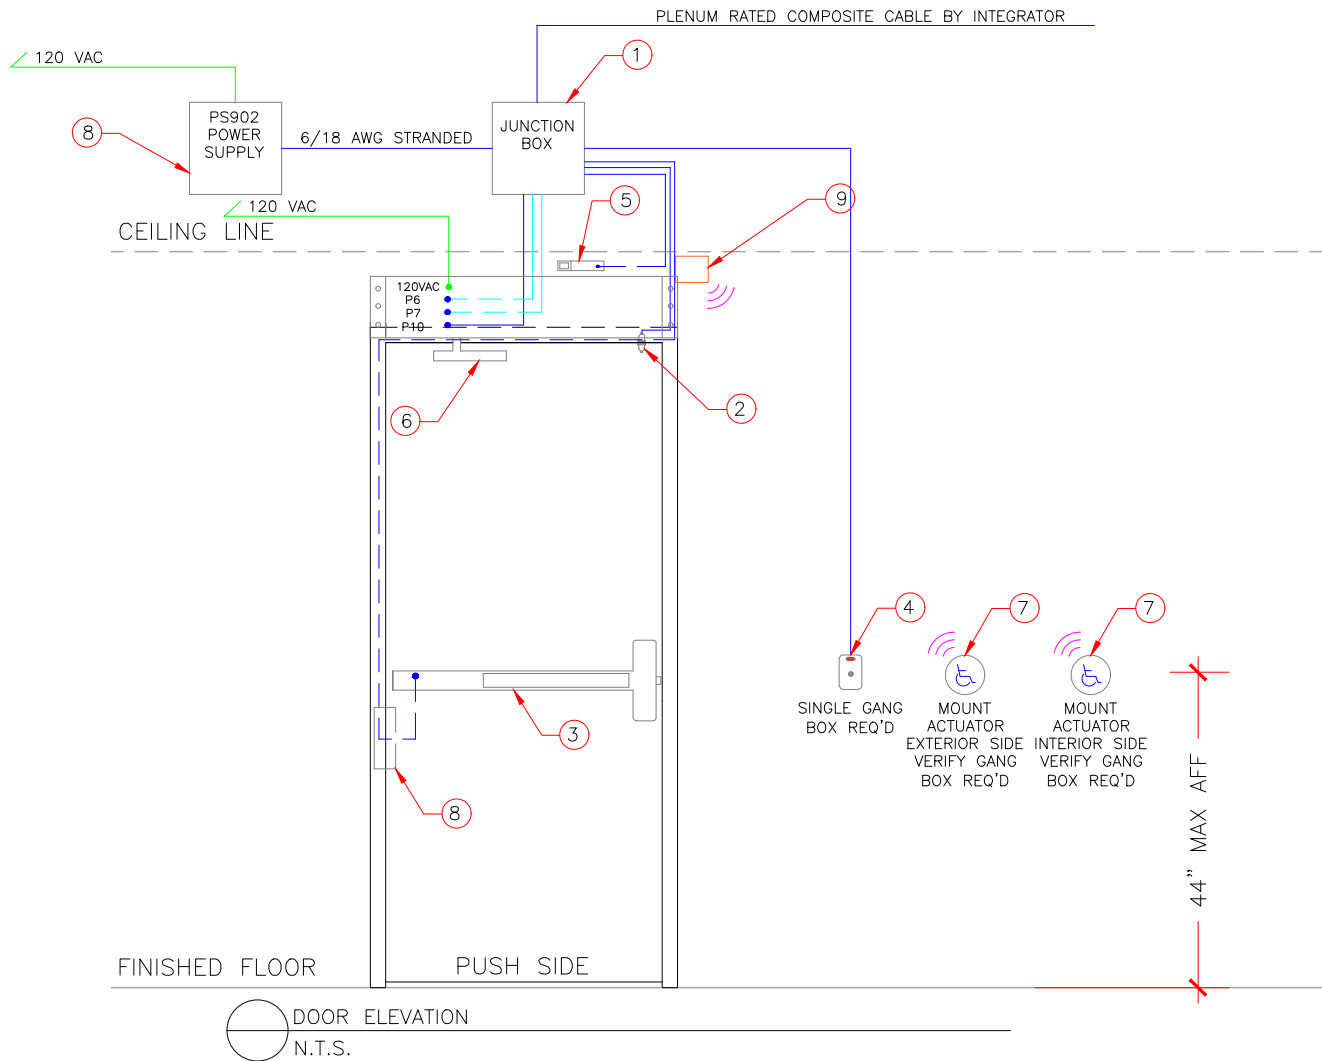 PLENUM RATED COMPOSITE CABLE BY INTEGRATOR
120 VAC
1
8
PS902
POWER
SUPPLY
6/18 AWG STRANDED
JUNCTION
BOX
120 VAC
5
9
CEILING LINE
120VAC
P6
P7
P10
6
2
4
7
7
SINGLE GANG
BOX REQ'D
MOUNT
ACTUATOR
EXTERIOR SIDE
VERIFY GANG
BOX REQ'D
MOUNT
ACTUATOR
INTERIOR SIDE
VERIFY GANG
BOX REQ'D
3
8
44" MAX AFF
FINISHED FLOOR
PUSH SIDE
DOOR ELEVATION
N.T.S.